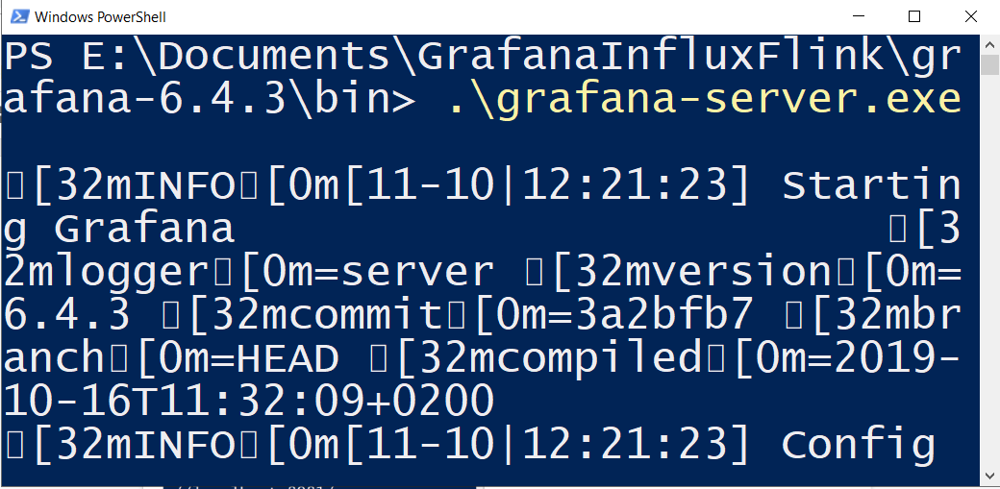 Windows PowerShell
PS E:\Documents\GrafanaInfluxFlink\gr
afana-6.4.3\bin> .\grafana-server.exe
▯[32mINFO▯[0m[11-10|12:21:23] Startin
g Grafana ▯[3
2mlogger▯[0m=server ▯[32mversion▯[0m=
6.4.3 ▯[32mcommit▯[0m=3a2bfb7 ▯[32mbr
anch▯[0m=HEAD ▯[32mcompiled▯[0m=2019-
10-16T11:32:09+0200
▯[32mINFO▯[0m[11-10|12:21:23] Config